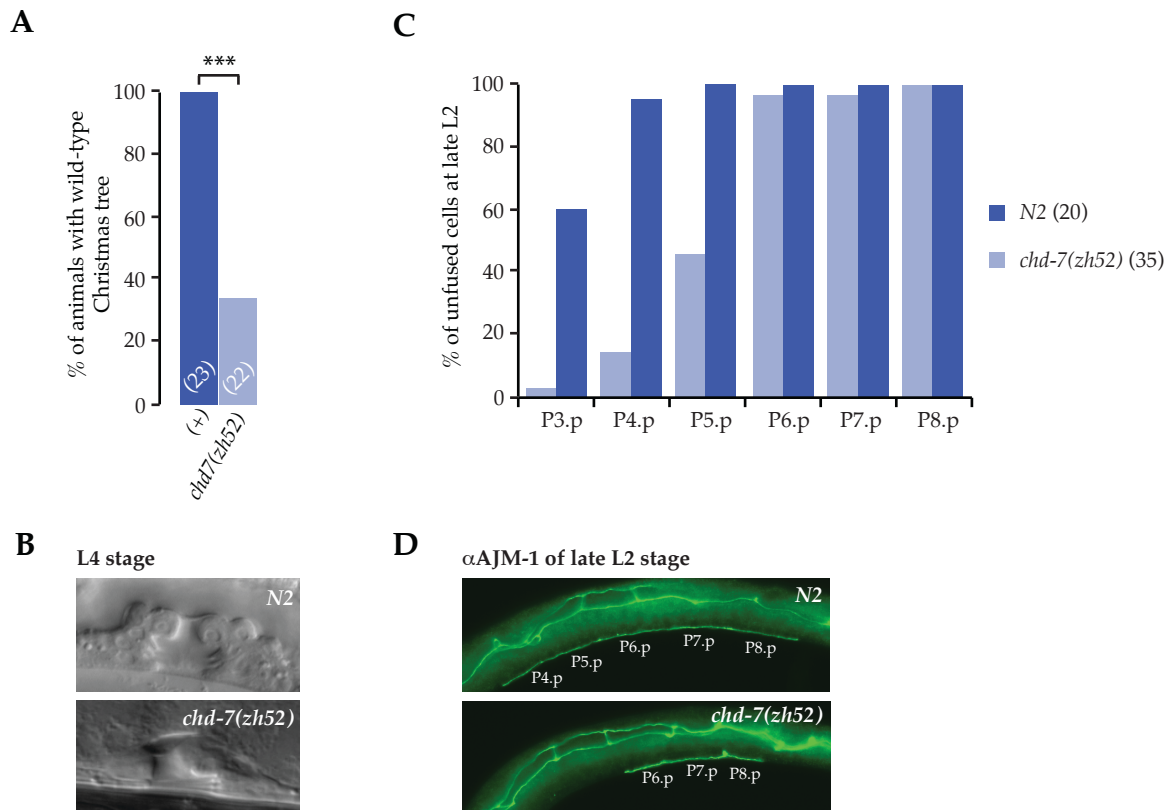 A
***
% of animals with wild-type
Christmas tree
100
80
60
40
20
0
(23)
(22)
(+)
chd7(zh52)
C
% of unfused cells at late L2
100
80
60
40
20
0
P3.p P4.p P5.p P6.p P7.p P8.p
N2 (20)
chd-7(zh52) (35)
B
L4 stage
N2
chd-7(zh52)
D
αAJM-1 of late L2 stage
N2
P4.p P5.p P6.p P7.p P8.p
chd-7(zh52)
P6.p P7.p P8.p